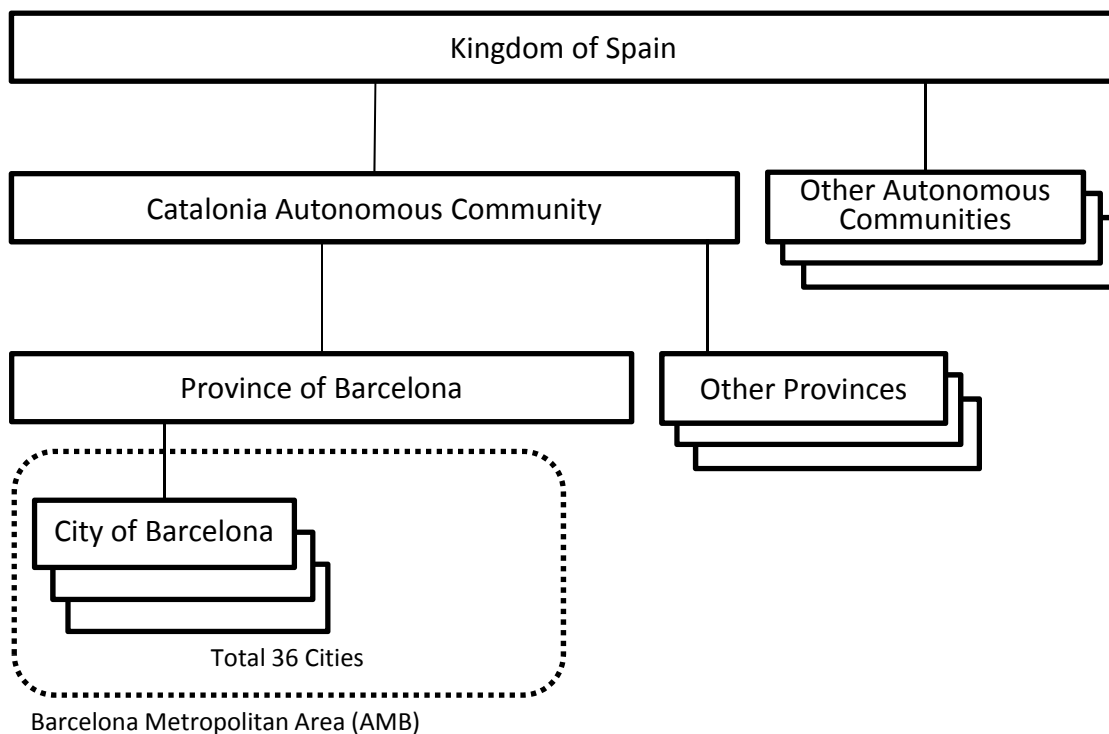 Kingdom of Spain
Catalonia Autonomous Community
Other Autonomous
Communities
Province of Barcelona
Other Provinces
City of Barcelona
Total 36 Cities
Barcelona Metropolitan Area (AMB)